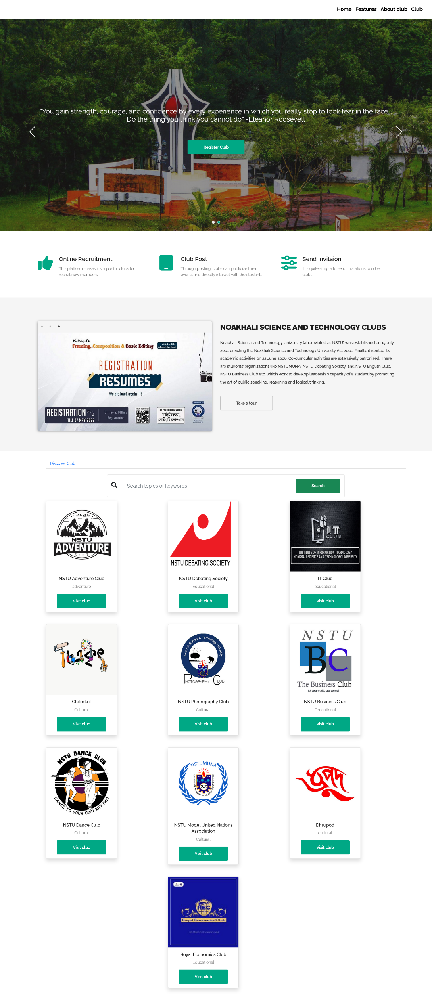 Home Features About club Club
"You gain strength, courage, and confidence by every experience in which you really stop to look fear in the face...
Do the thing you think you cannot do." -Eleanor Roosevelt
Register Club
Online Recruitment
This platform makes it simple for clubs to
recruit new members.
Club Post
Through posting, clubs can publicize their
events and directly interact with the students
Send Invitaion
It is quite simple to send invitations to other
clubs.
Workshop On
Framing, Composition & Basic Editing
REGISTRATION
RESUMES
We are back again ! ! !
REGISTRATION
TILL 27 MAY 2022
Online & Offline
Registration
ONLINE REGISTRATION
ON CMPUS REGISTRATION
শান্তিনিকেতন,
নোবিপ্রবি ক্যাম্পাস
Organized by
NOAKHALI SCIENCE AND TECHNOLOGY CLUBS
Noakhali Science and Technology University (abbreviated as NSTU) was established on 15 July
2001 enacting the Noakhali Science and Technology University Act 2001. Finally, it started its
academic activities on 22 June 2006. Co-curricular activities are extensively patronized. There
are students' organizations like NSTUMUNA, NSTU Debating Society, and NSTU English Club,
NSTU Business Club etc. which work to develop leadership capacity of a student by promoting
the art of public speaking, reasoning and logical thinking.
Take a tour
Discover Club
Search topics or keywords
Search
EST. 2019
NSTU
ADVENTURE
CLUB
NSTU Adventure Club
adventure
Visit club
NSTU DEBATING SOCIETY
NSTU Debating Society
Educational
Visit club
IT
CLUB
INSTITUTE OF INFORMATION TECHNOLOGY
NOAKHALI SCIENCE AND TECHNOLOGY UNIVERSITY
IT Club
educational
Visit club
Chitrokrit
Cultural
Visit club
Noakhali Science & Technology University
PHOTOGRAPHY CLUB
NSTU Photography Club
Cultural
Visit club
NSTU
BC
The Business Club
It's your world, take control
NSTU Business Club
Educational
Visit club
NSTU DANCE CLUB
DANCE TO YOUR OWN RHYTHM
NSTU Dance Club
Cultural
Visit club
NSTUMUNA
NS TU
NSTU Model United Nations
Association
Cultural
Visit club
ধ্রুপদ
Dhrupod
cultural
Visit club
REC
Royal Economics Club
Lets Make NSTU Economics Great!
Royal Economics Club
Educational
Visit club